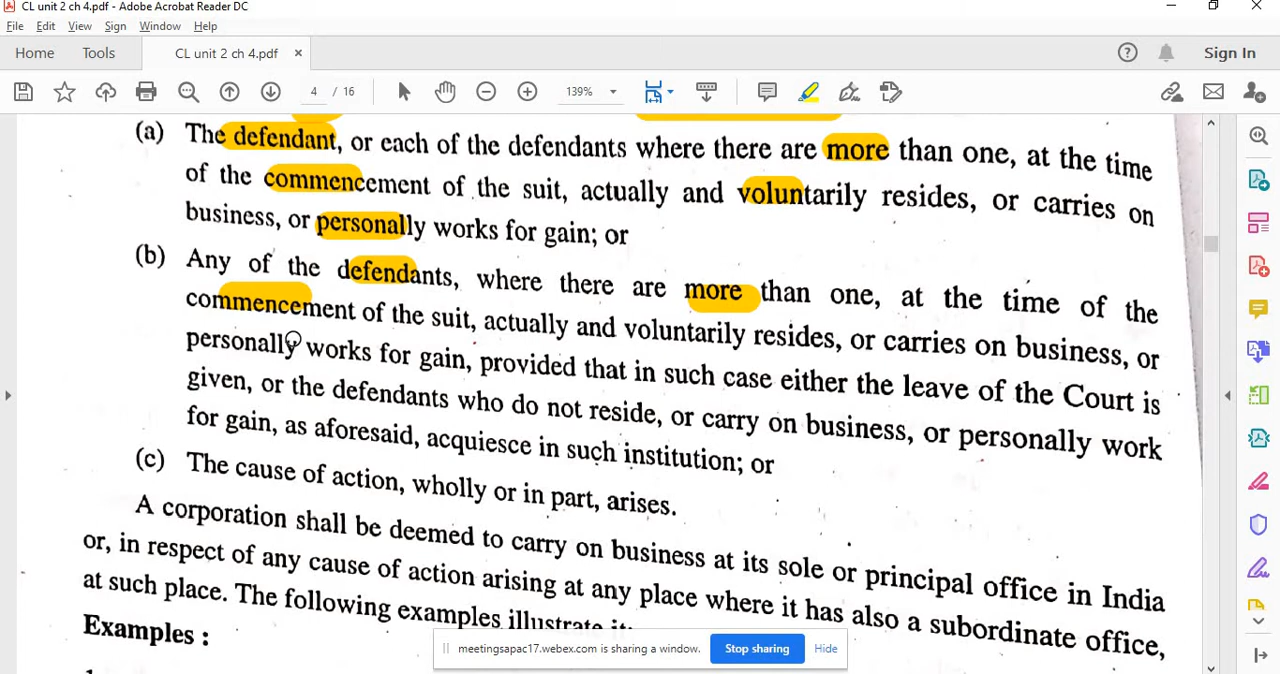 CL unit 2 ch 4.pdf - Adobe Acrobat Reader DC
File Edit View Sign Window Help
Home Tools CL unit 2 ch 4.pdf × Sign In
4 / 16 139%
(a) The defendant, or each of the defendants where there are more than one, at the time
of the commencement of the suit, actually and voluntarily resides, or carries on
business, or personally works for gain; or
(b) Any of the defendants, where there are more than one, at the time of the
commencement of the suit, actually and voluntarily resides, or carries on business, or
personally works for gain, provided that in such case either the leave of the Court is
given, or the defendants who do not reside, or carry on business, or personally work
for gain, as aforesaid, acquiesce in such institution; or
(c) The cause of action, wholly or in part, arises.
A corporation shall be deemed to carry on business at its sole or principal office in India
or, in respect of any cause of action arising at any place where it has also a subordinate office,
at such place. The following examples illustrate
Examples :
meetingsapac17.webex.com is sharing a window. Stop sharing Hide